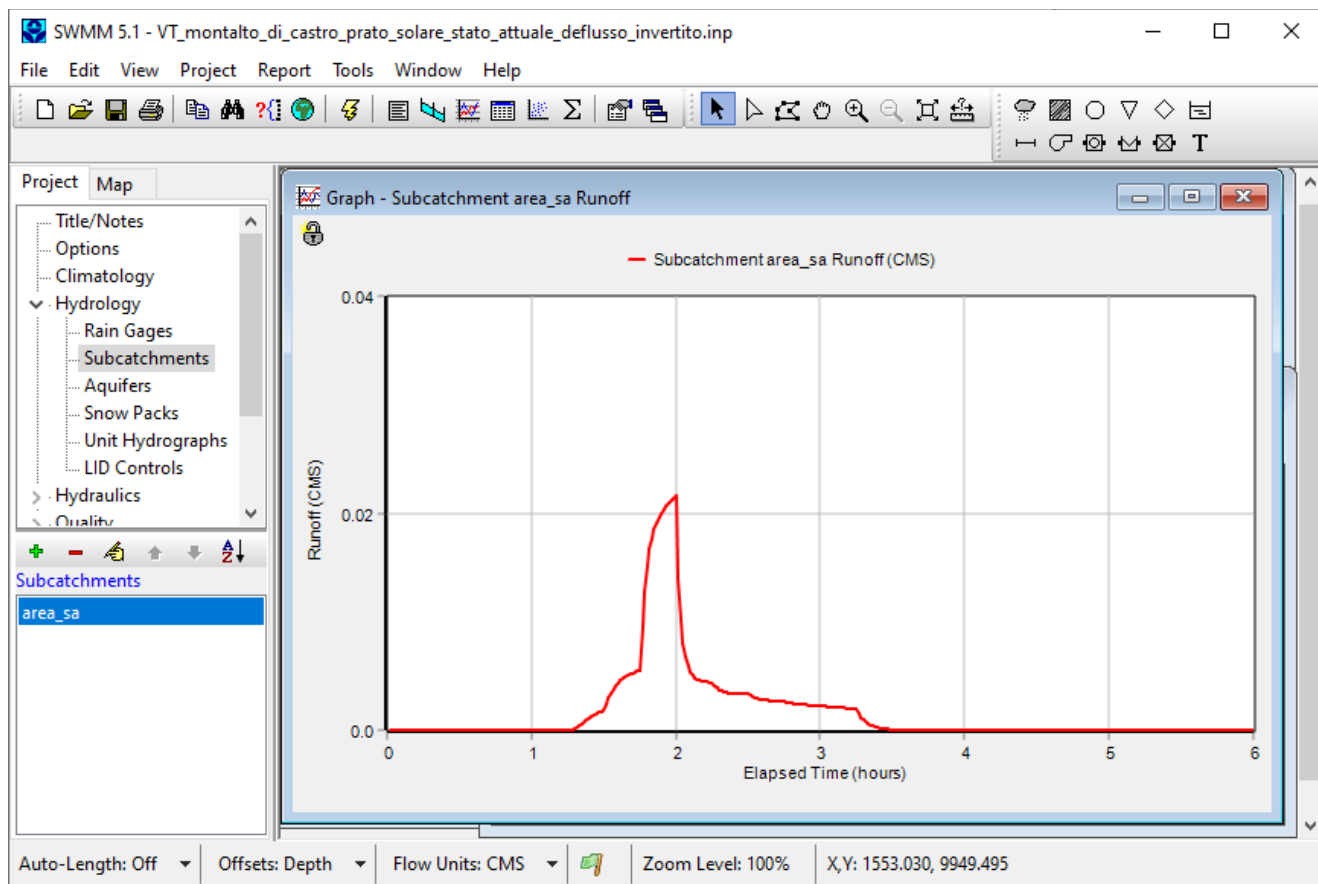 SWMM 5.1 - VT_montalto_di_castro_prato_solare_stato_attuale_deflusso_invertito.inp
File Edit View Project Report Tools Window Help
?{]
Σ
T
Project Map
Title/Notes
Options
Climatology
Hydrology
Rain Gages
Subcatchments
Aquifers
Snow Packs
Unit Hydrographs
LID Controls
Hydraulics
Quality
A Z
Subcatchments
area_sa
Graph - Subcatchment area_sa Runoff
Subcatchment area_sa Runoff (CMS)
0.04
0.02
0.0
Runoff (CMS)
0 1 2 3 4 5 6
Elapsed Time (hours)
Auto-Length: Off Offsets: Depth Flow Units: CMS Zoom Level: 100% X,Y: 1553.030, 9949.495